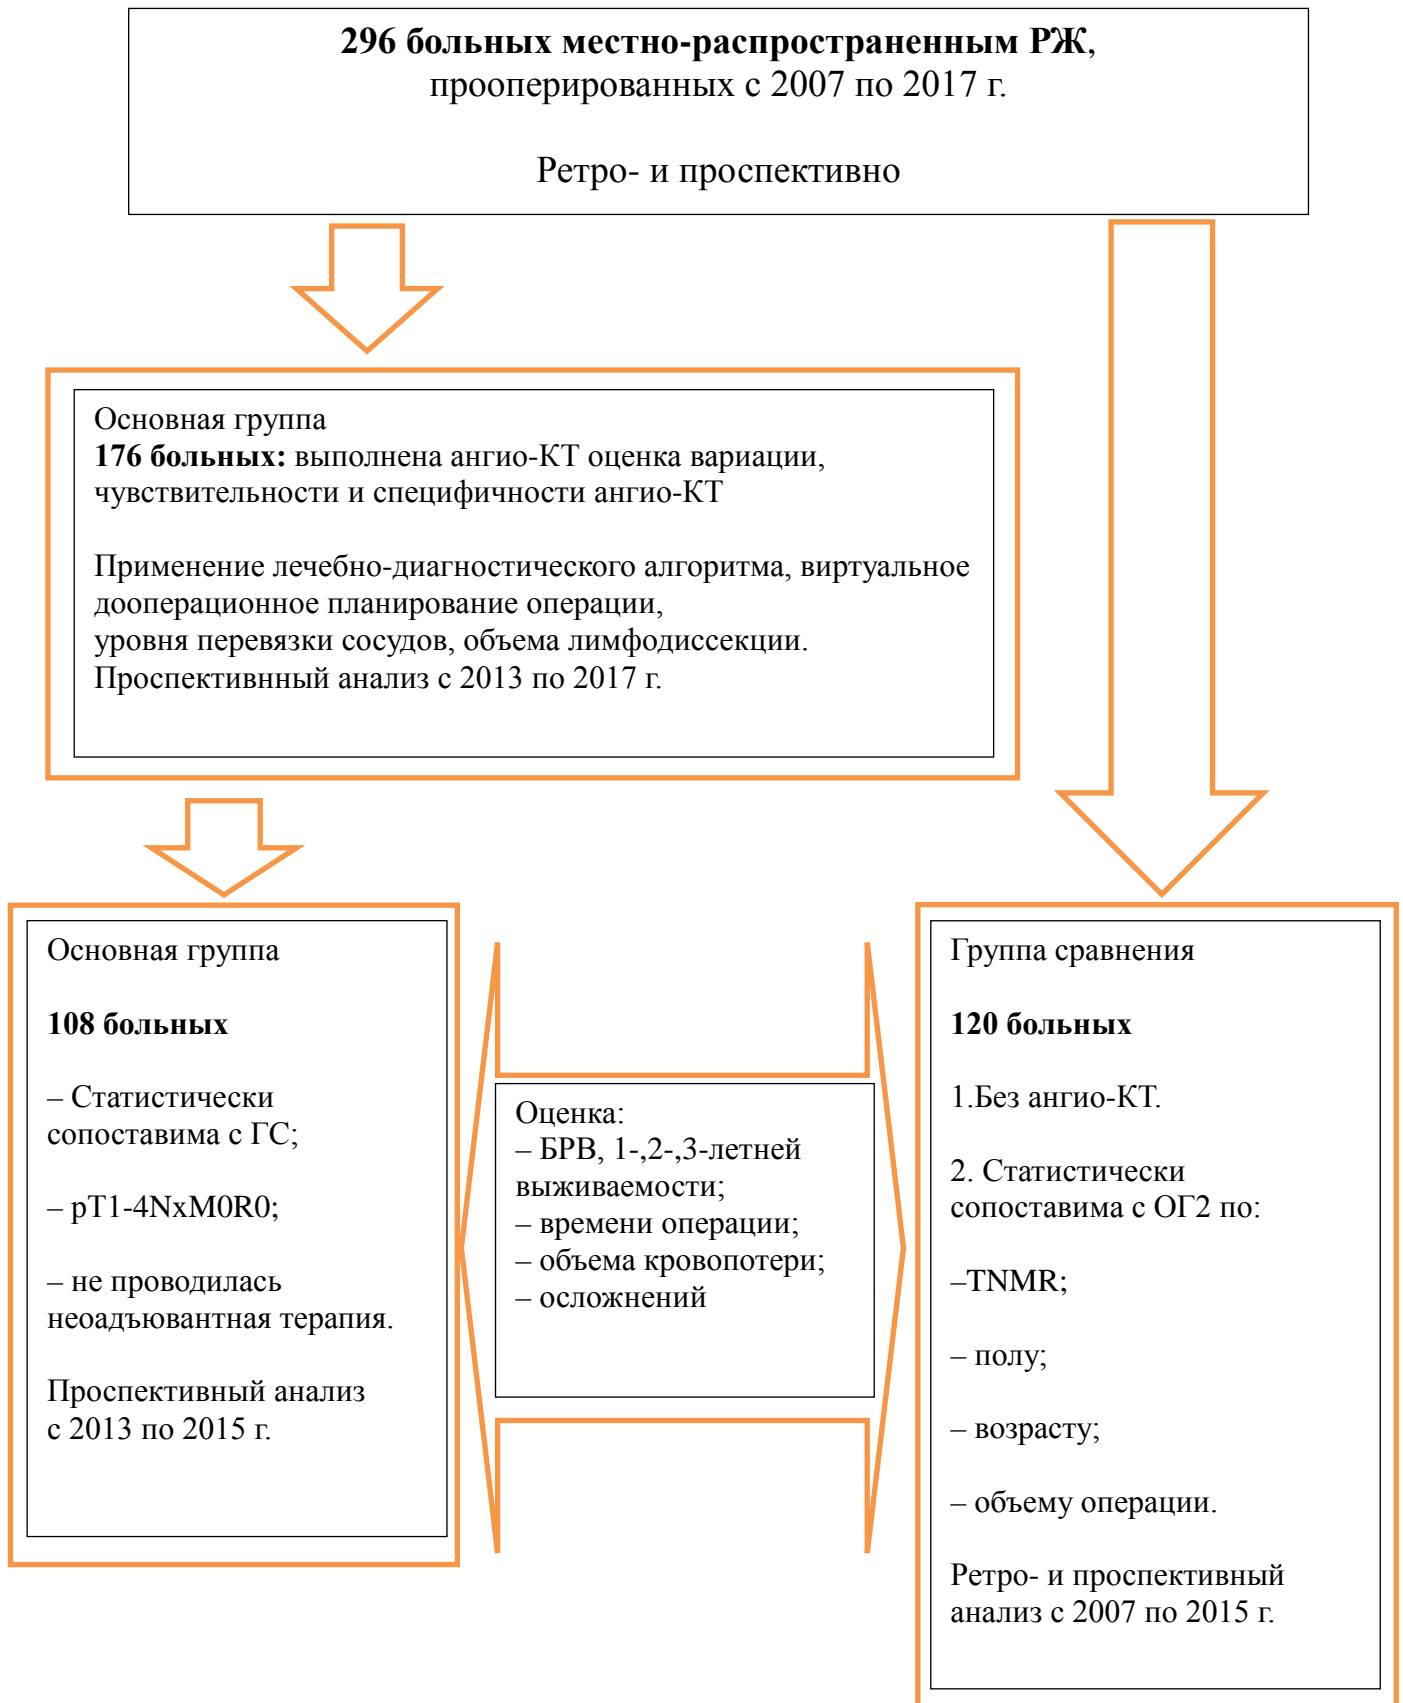 296 больных местно-распространенным РЖ,
прооперированных с 2007 по 2017 г.
Ретро- и проспективно
Основная группа
176 больных: выполнена ангио-КТ оценка вариации,
чувствительности и специфичности ангио-КТ
Применение лечебно-диагностического алгоритма, виртуальное
дооперационное планирование операции,
уровня перевязки сосудов, объема лимфодиссекции.
Проспективнный анализ с 2013 по 2017 г.
Основная группа
108 больных
– Статистически
сопоставима с ГС;
– pT1-4NxM0R0;
– не проводилась
неоадъювантная терапия.
Проспективный анализ
с 2013 по 2015 г.
Оценка:
– БРВ, 1-,2-,3-летней
выживаемости;
– времени операции;
– объема кровопотери;
– осложнений
Группа сравнения
120 больных
1.Без ангио-КТ.
2. Статистически
сопоставима с ОГ2 по:
–TNMR;
– полу;
– возрасту;
– объему операции.
Ретро- и проспективный
анализ с 2007 по 2015 г.